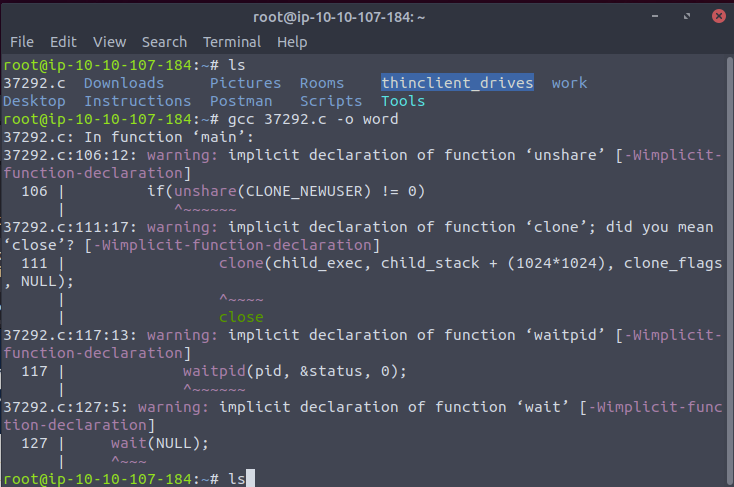 root@ip-10-10-107-184: ~
File Edit View Search Terminal Help
root@ip-10-10-107-184:~# ls
37292.c  Downloads     Pictures  Rooms    thinclient_drives  work
Desktop  Instructions  Postman   Scripts  Tools
root@ip-10-10-107-184:~# gcc 37292.c -o word
37292.c: In function ‘main’:
37292.c:106:12: warning: implicit declaration of function ‘unshare’ [-Wimplicit-
function-declaration]
  106 |         if(unshare(CLONE_NEWUSER) != 0)
      |            ^~~~~~~
37292.c:111:17: warning: implicit declaration of function ‘clone’; did you mean
‘close’? [-Wimplicit-function-declaration]
  111 |                 clone(child_exec, child_stack + (1024*1024), clone_flags
, NULL);
      |                 ^~~~~
      |                 close
37292.c:117:13: warning: implicit declaration of function ‘waitpid’ [-Wimplicit-
function-declaration]
  117 |             waitpid(pid, &status, 0);
      |             ^~~~~~~
37292.c:127:5: warning: implicit declaration of function ‘wait’ [-Wimplicit-func
tion-declaration]
  127 |     wait(NULL);
      |     ^~~~
root@ip-10-10-107-184:~# ls